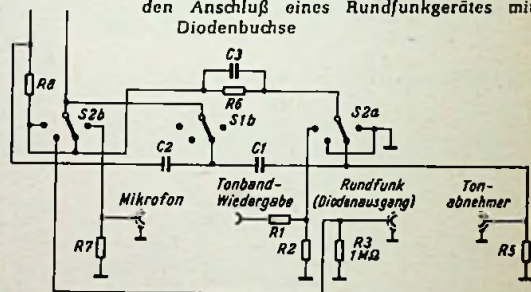 den Anschluß eines Rundfunkgerätes mit
Diodenbuchse
C3
R8
R6
S2b
S1b
S2a
C2
C1
Mikrofon
Tonband-
Wiedergabe
Rundfunk
(Diodenausgang)
Ton-
abnehmer
R1
R7
R2
R3
1MΩ
R5